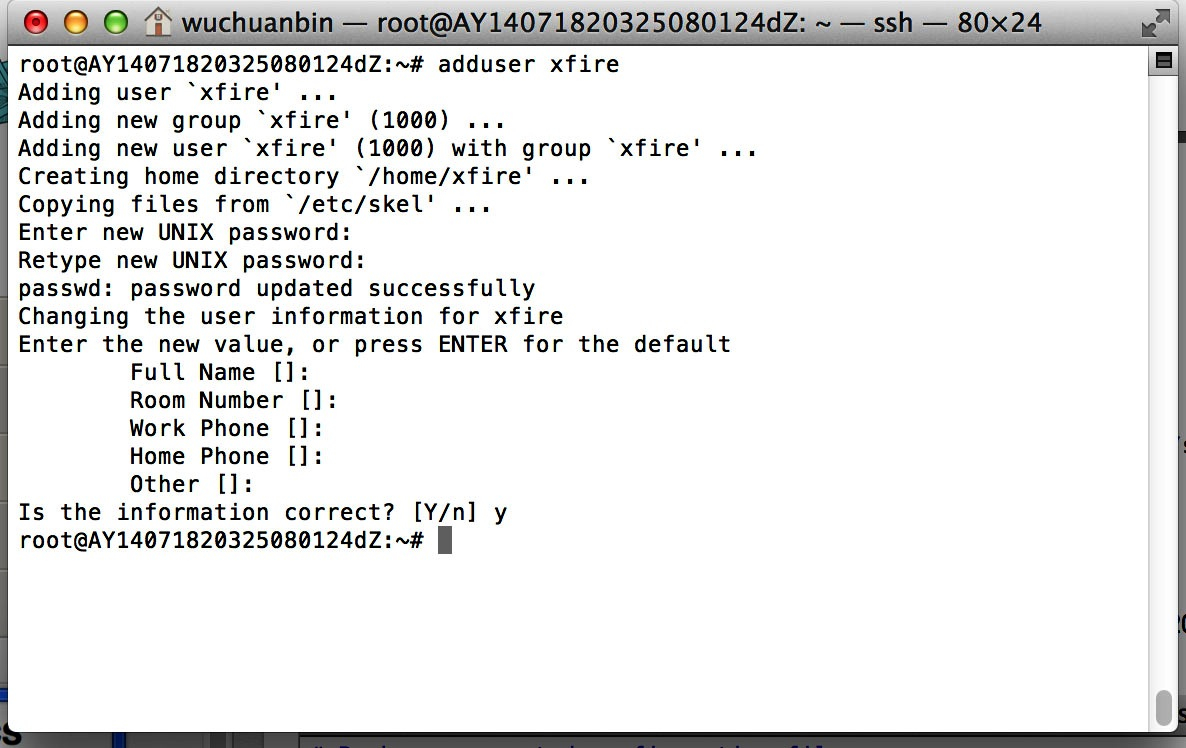 wuchuanbin — root@AY14071820325080124dZ: ~ — ssh — 80×24
root@AY14071820325080124dZ:~# adduser xfire
Adding user `xfire' ...
Adding new group `xfire' (1000) ...
Adding new user `xfire' (1000) with group `xfire' ...
Creating home directory `/home/xfire' ...
Copying files from `/etc/skel' ...
Enter new UNIX password:
Retype new UNIX password:
passwd: password updated successfully
Changing the user information for xfire
Enter the new value, or press ENTER for the default
Full Name []:
Room Number []:
Work Phone []:
Home Phone []:
Other []:
Is the information correct? [Y/n] y
root@AY14071820325080124dZ:~#